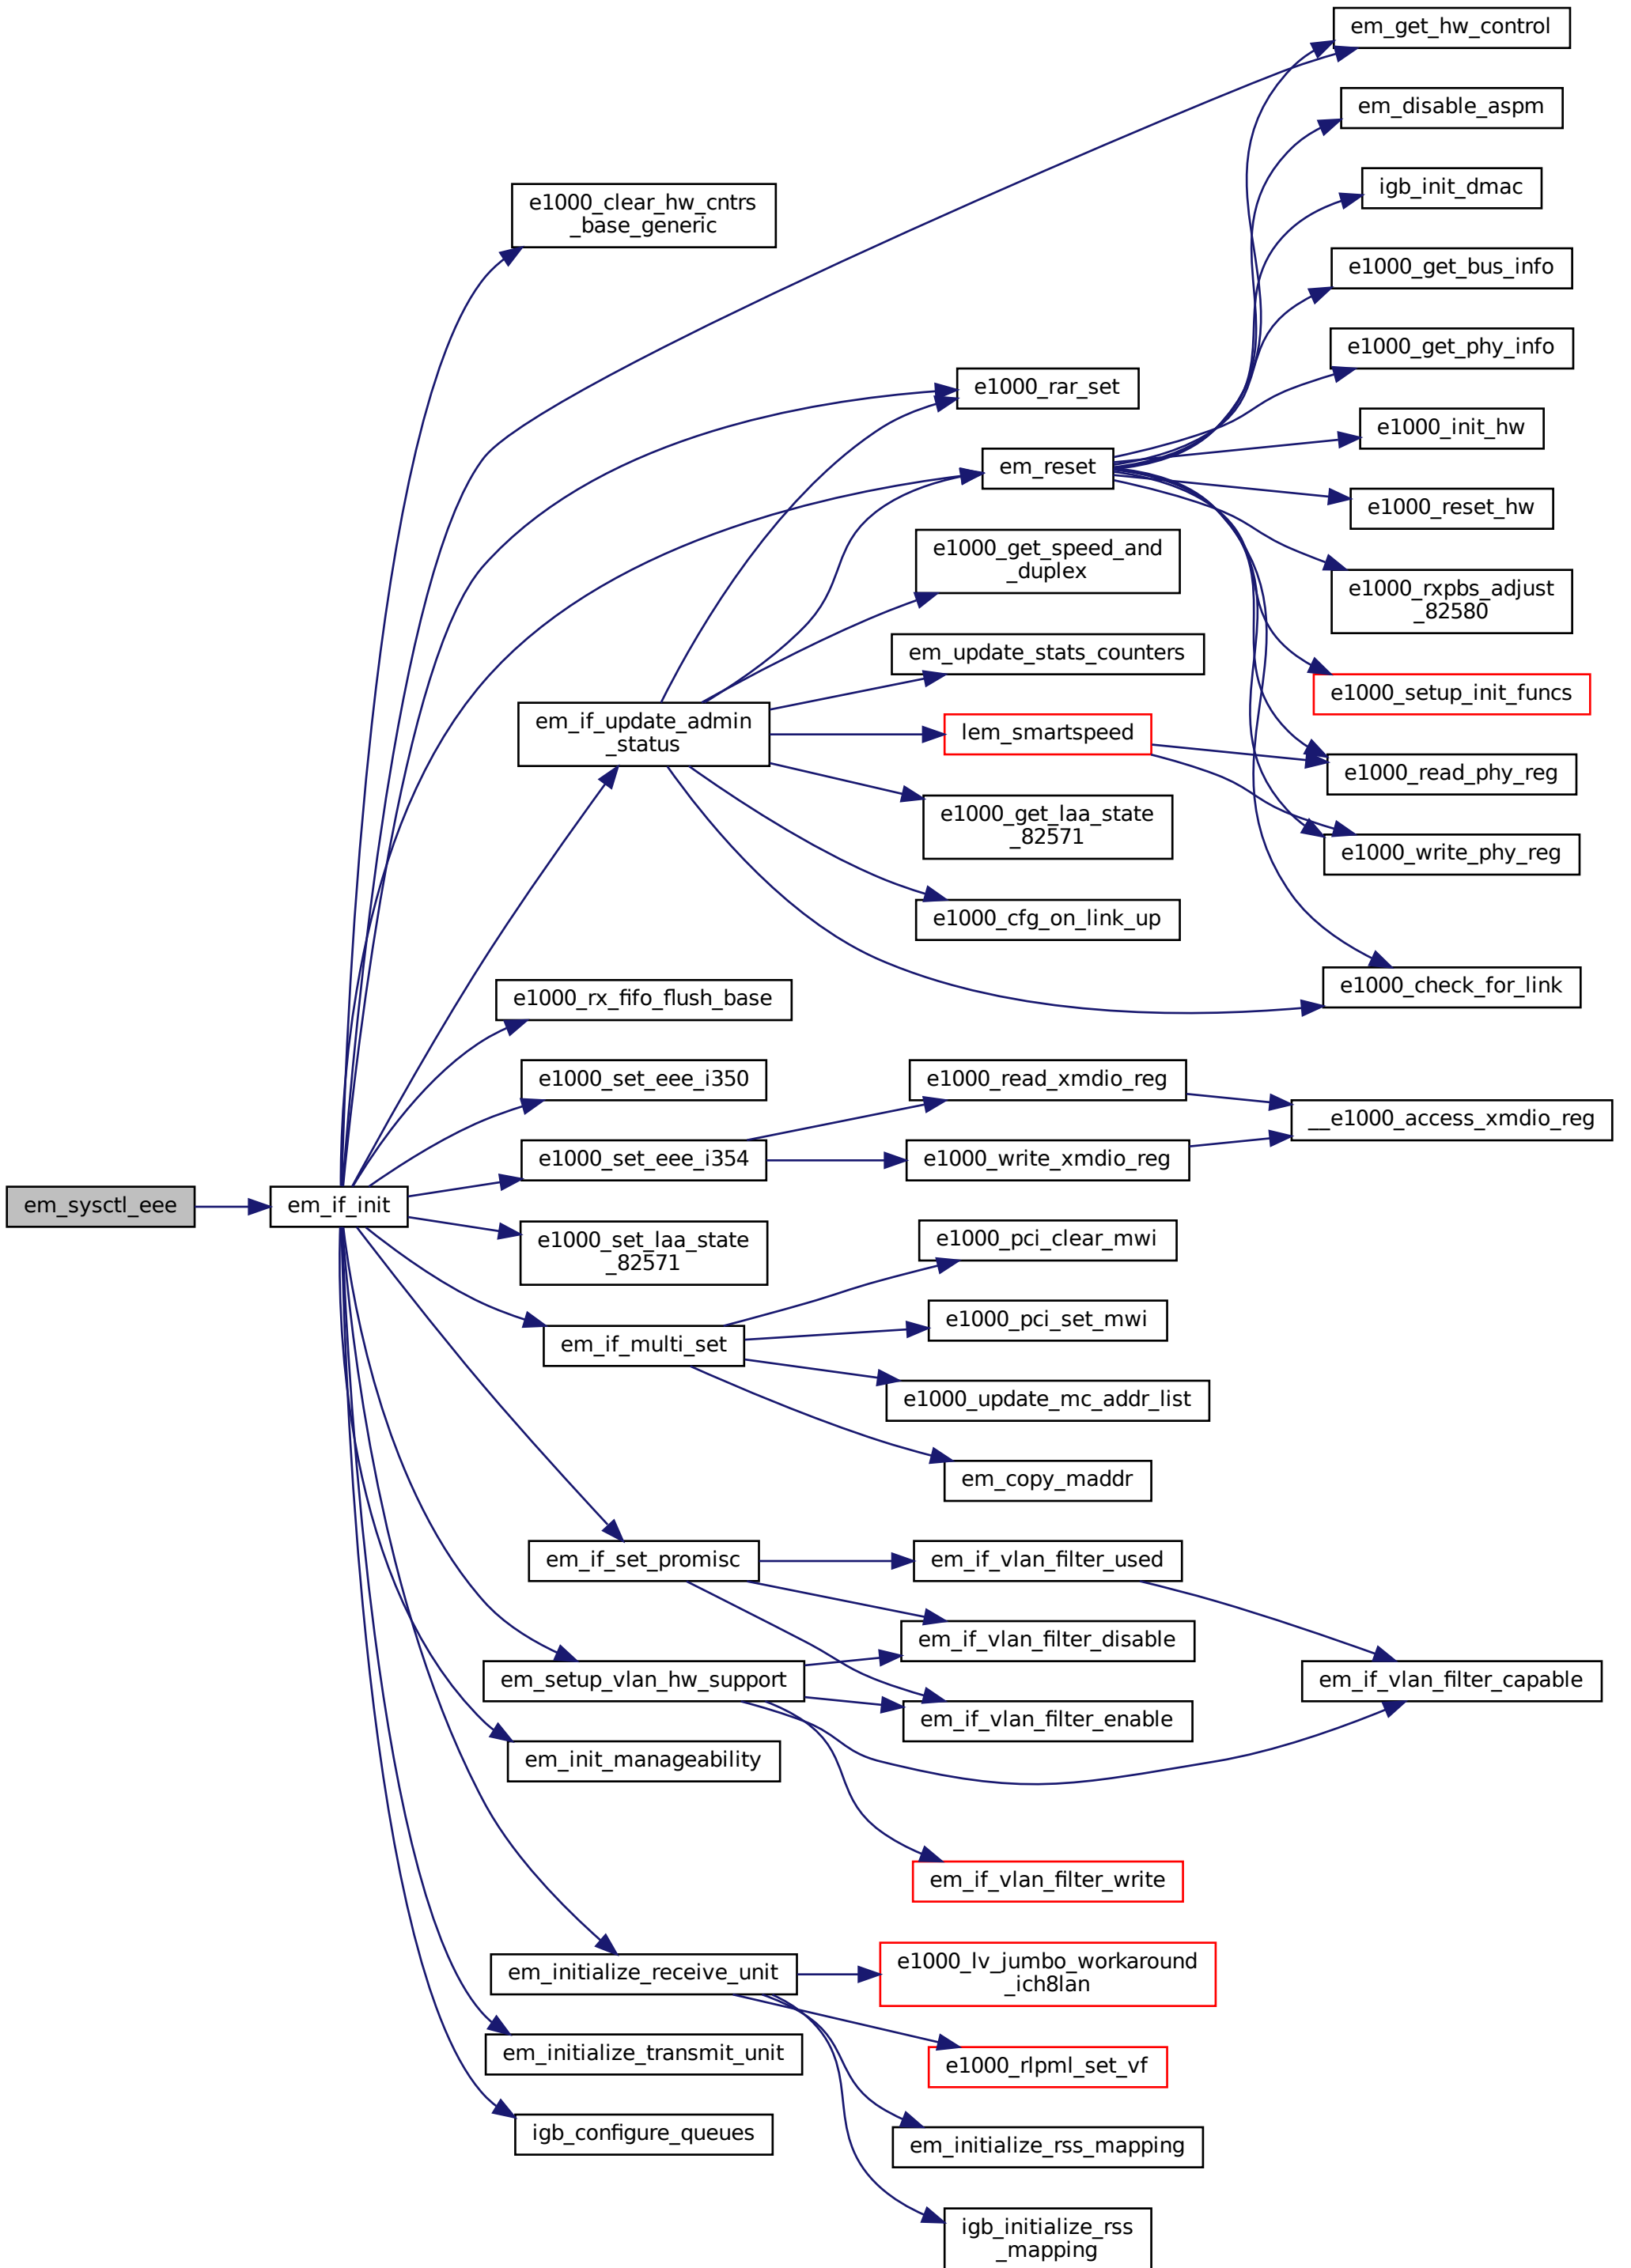 em_get_hw_control
em_disable_aspm
igb_init_dmac
e1000_clear_hw_cntrs
_base_generic
e1000_get_bus_info
e1000_get_phy_info
e1000_rar_set
e1000_init_hw
em_reset
e1000_reset_hw
e1000_get_speed_and
_duplex
e1000_rxpbs_adjust
_82580
em_update_stats_counters
e1000_setup_init_funcs
em_if_update_admin
_status
lem_smartspeed
e1000_read_phy_reg
e1000_get_laa_state
_82571
e1000_write_phy_reg
e1000_cfg_on_link_up
e1000_check_for_link
e1000_rx_fifo_flush_base
e1000_set_eee_i350
e1000_read_xmdio_reg
__e1000_access_xmdio_reg
e1000_set_eee_i354
e1000_write_xmdio_reg
em_sysctl_eee
em_if_init
e1000_set_laa_state
_82571
e1000_pci_clear_mwi
e1000_pci_set_mwi
em_if_multi_set
e1000_update_mc_addr_list
em_copy_maddr
em_if_set_promisc
em_if_vlan_filter_used
em_if_vlan_filter_disable
em_setup_vlan_hw_support
em_if_vlan_filter_capable
em_if_vlan_filter_enable
em_init_manageability
em_if_vlan_filter_write
em_initialize_receive_unit
e1000_lv_jumbo_workaround
_ich8lan
em_initialize_transmit_unit
e1000_rlpml_set_vf
igb_configure_queues
em_initialize_rss_mapping
igb_initialize_rss
_mapping